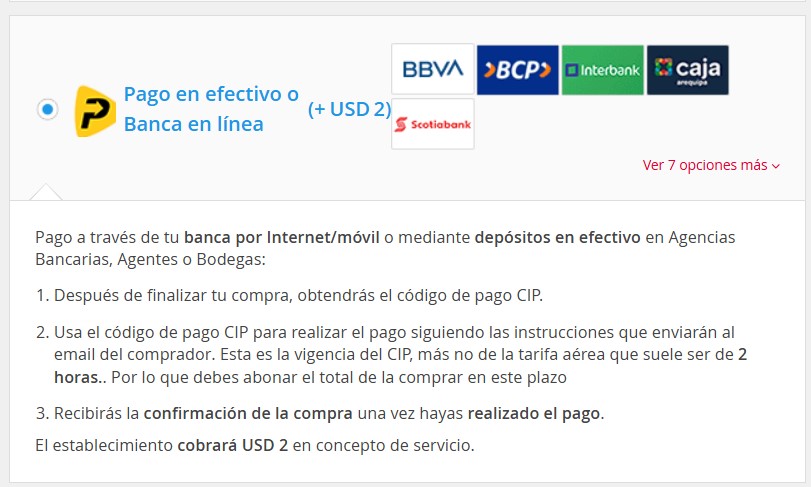 Pago en efectivo o
Banca en línea
(+ USD 2)
BBVA
BCP
Interbank
caja
arequipa
Scotiabank
Ver 7 opciones más
Pago a través de tu banca por Internet/móvil o mediante depósitos en efectivo en Agencias
Bancarias, Agentes o Bodegas:
1. Después de finalizar tu compra, obtendrás el código de pago CIP.
2. Usa el código de pago CIP para realizar el pago siguiendo las instrucciones que enviarán al
email del comprador. Esta es la vigencia del CIP, más no de la tarifa aérea que suele ser de 2
horas.. Por lo que debes abonar el total de la comprar en este plazo
3. Recibirás la confirmación de la compra una vez hayas realizado el pago.
El establecimiento cobrará USD 2 en concepto de servicio.